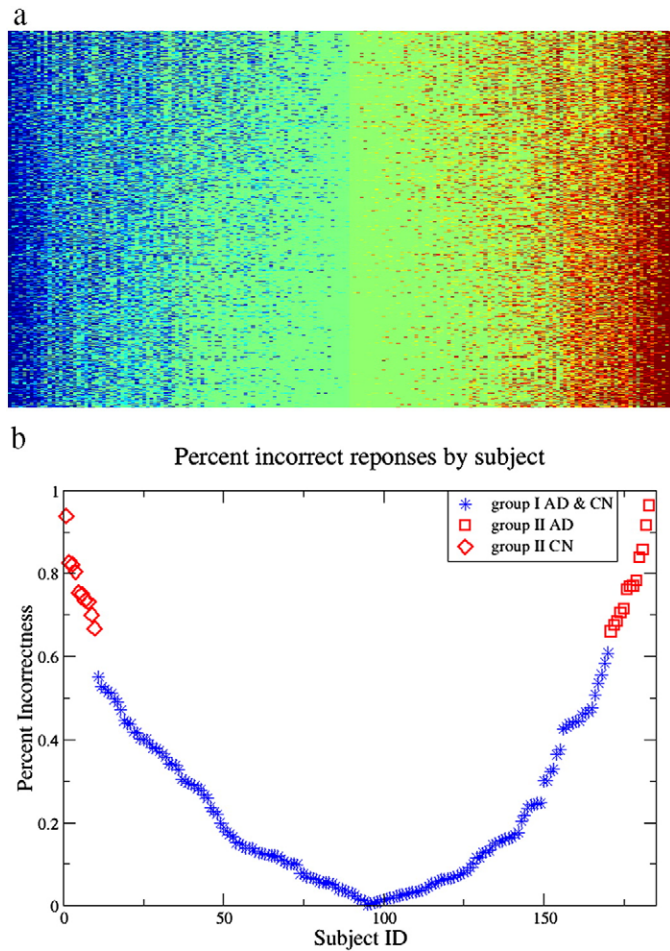 a
b
Percent incorrect reponses by subject
1
0.8
0.6
0.4
0.2
0
Percent Incorrectness
group I AD & CN
group II AD
group II CN
0 50 100 150
Subject ID